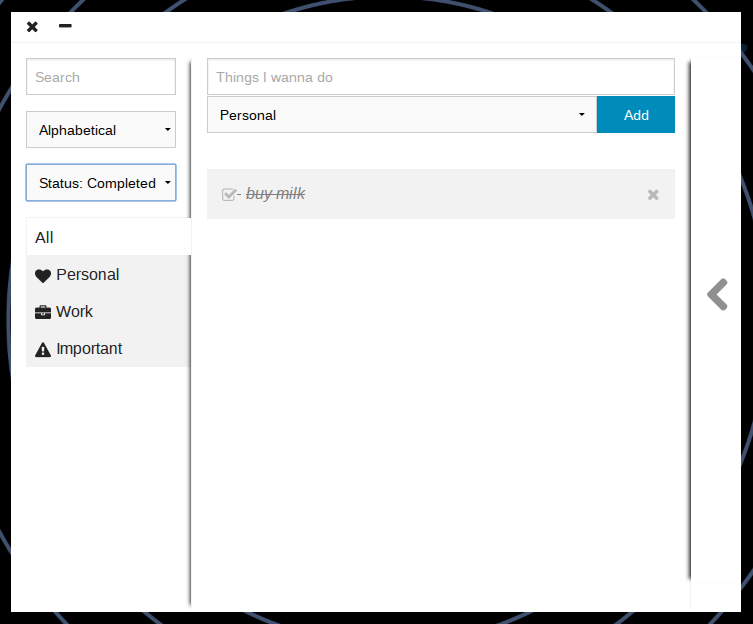 Search
Alphabetical
Status: Completed
All
Personal
Work
Important
Things I wanna do
Personal
Add
buy milk